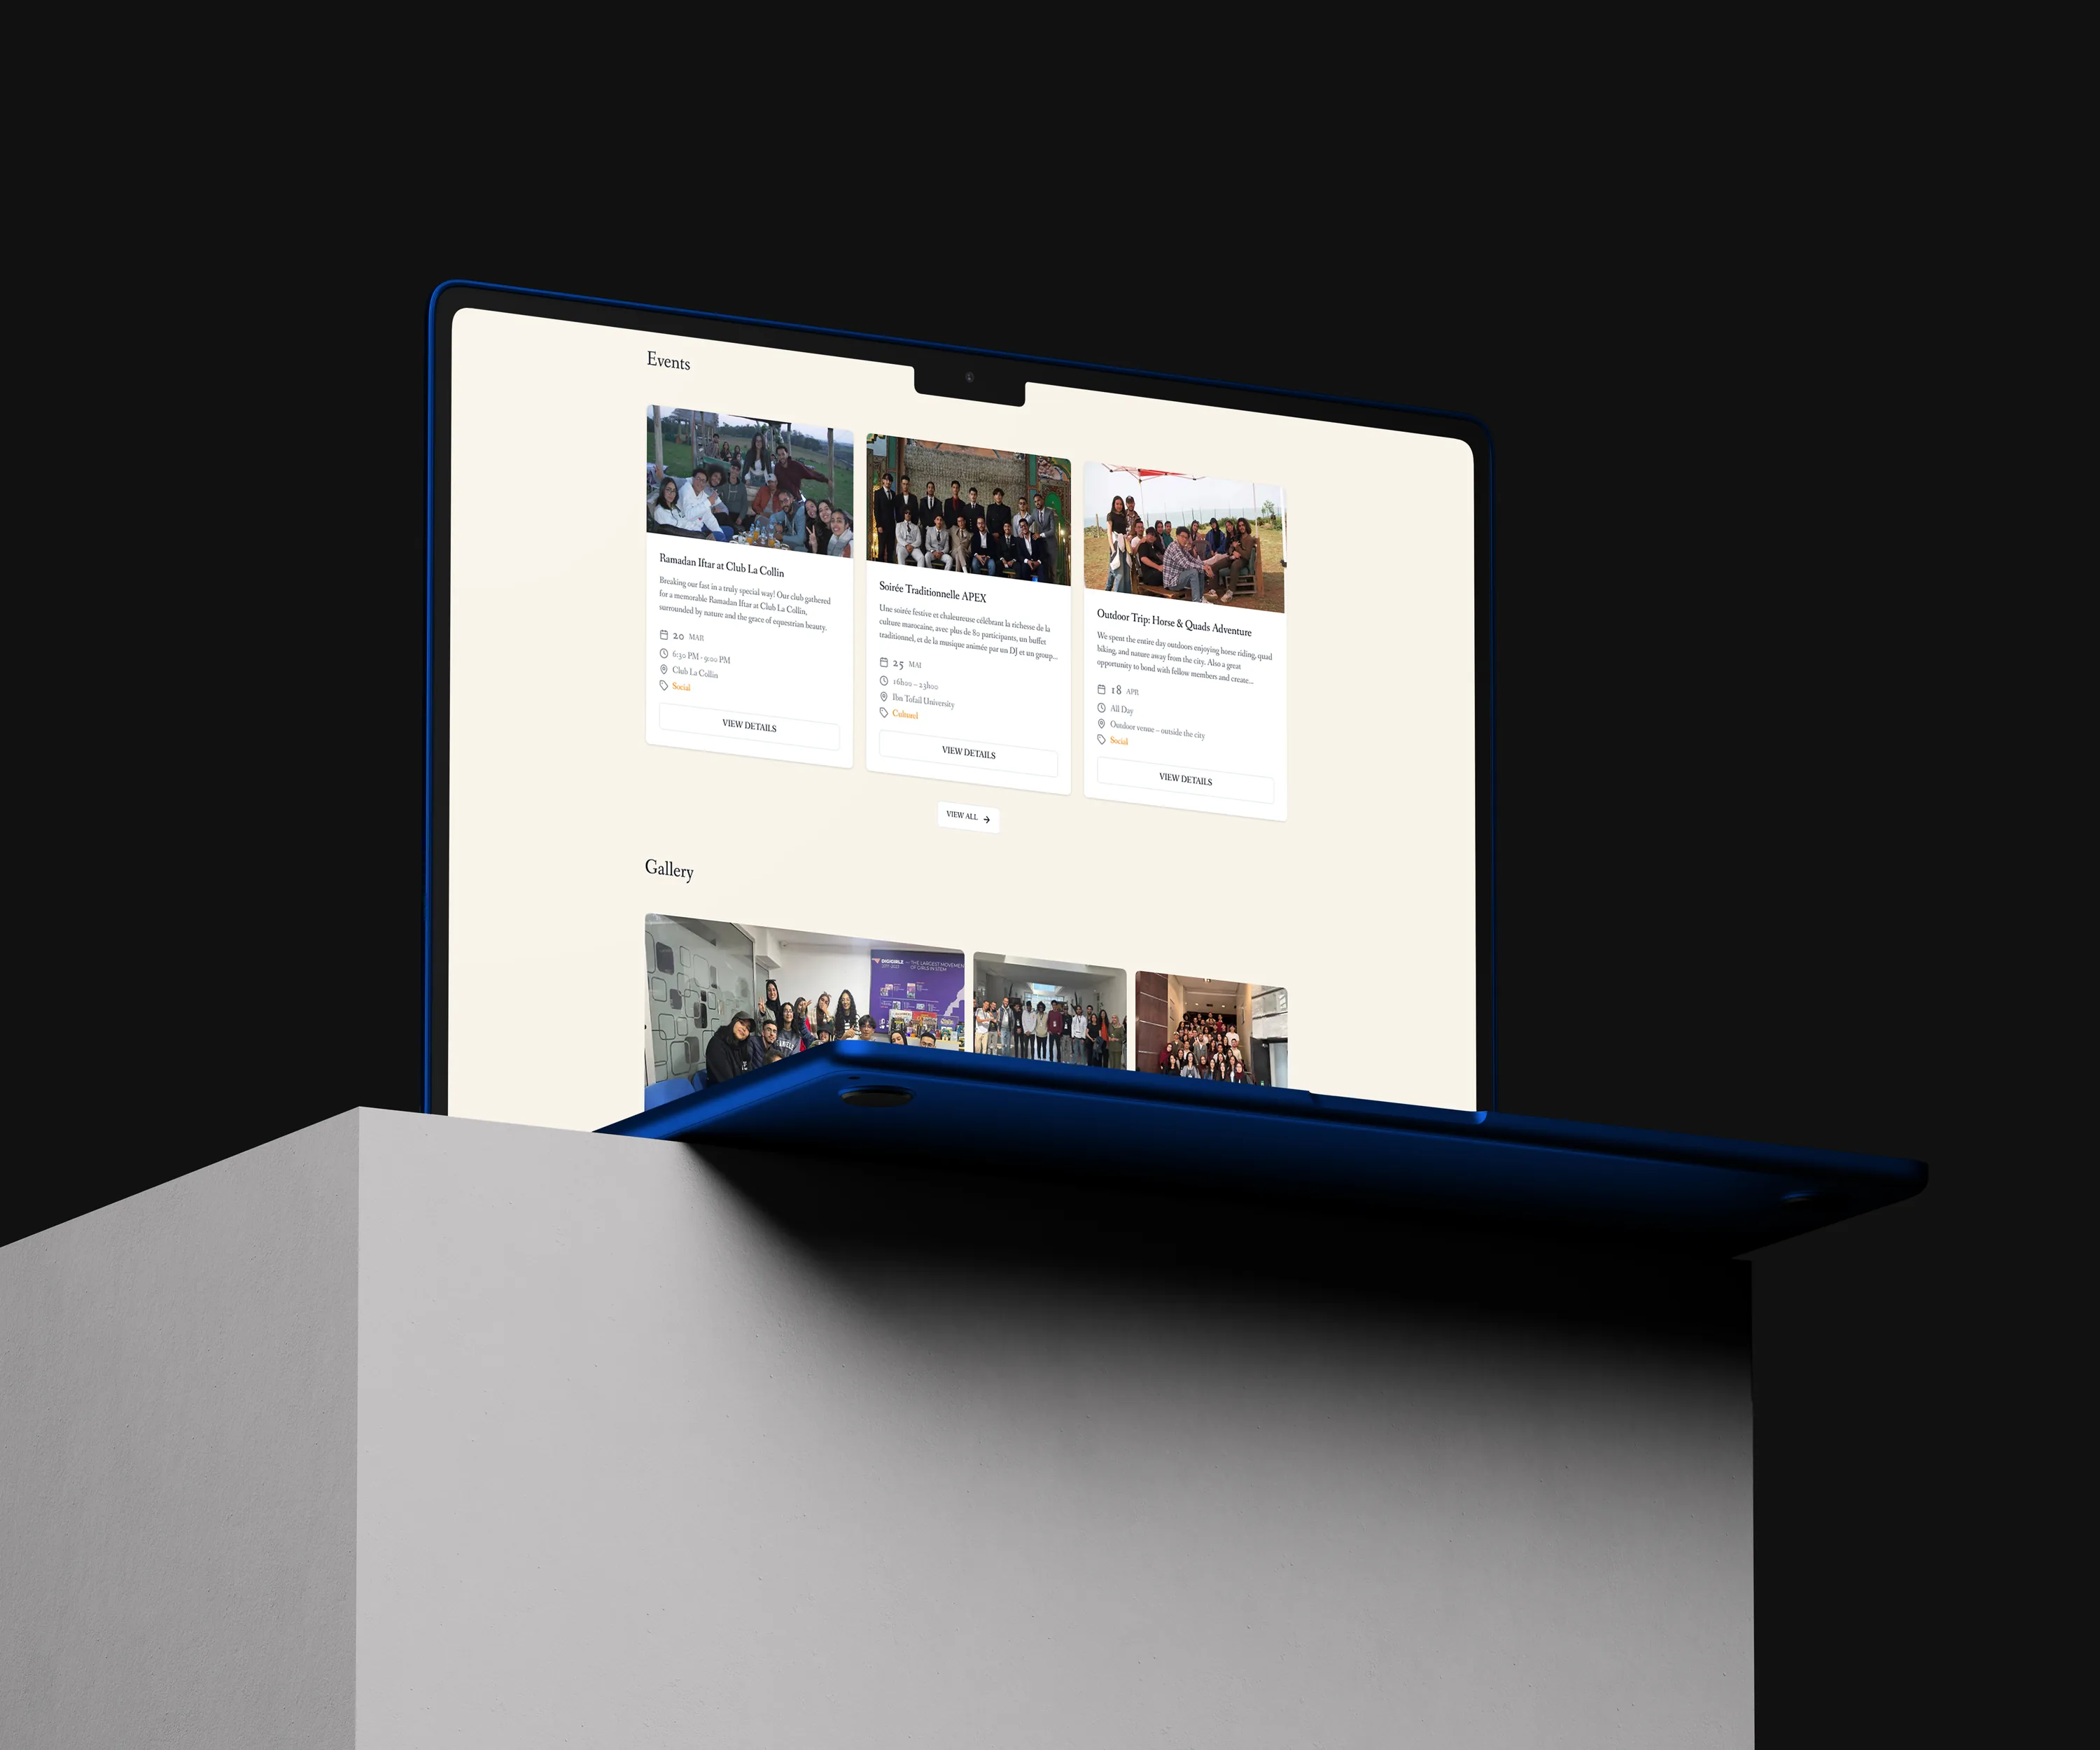 Events
Ramadan Iftar at Club La Collin
Breaking our fast in a truly special way! Our club gathered
for a memorable Ramadan Iftar at Club La Collin,
surrounded by nature and the grace of equestrian beauty.
20 MAR
6:30 PM - 9:00 PM
Club La Collin
Social
VIEW DETAILS
Soirée Traditionnelle APEX
Une soirée festive et chaleureuse célébrant la richesse de la
culture marocaine, avec plus de 80 participants, un buffet
traditionnel, et de la musique animée par un DJ et un group...
25 MAI
16h00 – 23h00
Ibn Tofail University
Culturel
VIEW DETAILS
Outdoor Trip: Horse & Quads Adventure
We spent the entire day outdoors enjoying horse riding, quad
biking, and nature away from the city. Also a great
opportunity to bond with fellow members and create...
18 APR
All Day
Outdoor venue – outside the city
Social
VIEW DETAILS
VIEW ALL
Gallery
DIGIGIRLZ
THE LARGEST MOVEMEN
OF GIRLS IN STEM